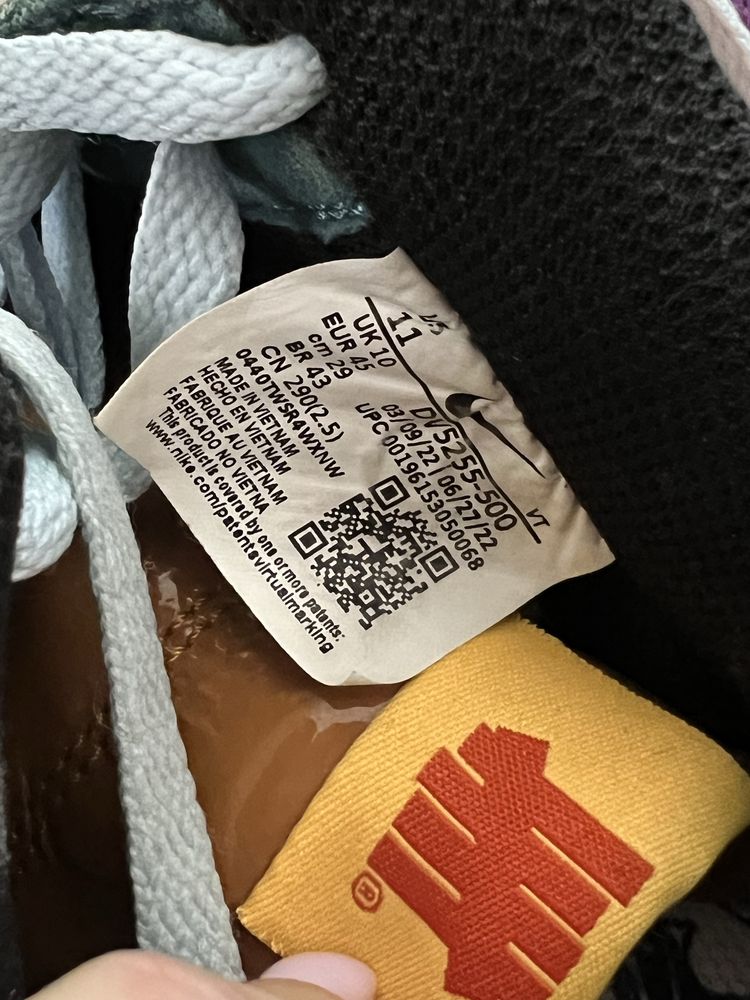 US
11
UK 10
EUR 45
cm 29
BR 43
CN 290(2.5)
0440TWSR4WXNW
MADE IN VIETNAM
HECHO EN VIETNAM
FABRIQUE AU VIETNAM
FABRICADO NO VIETNA
This product is covered by one or more patents:
www.nike.com/patentsvirtualmarking
DV5255-500
VT
03/09/22 | 06/27/22
UPC 00196153050068
®